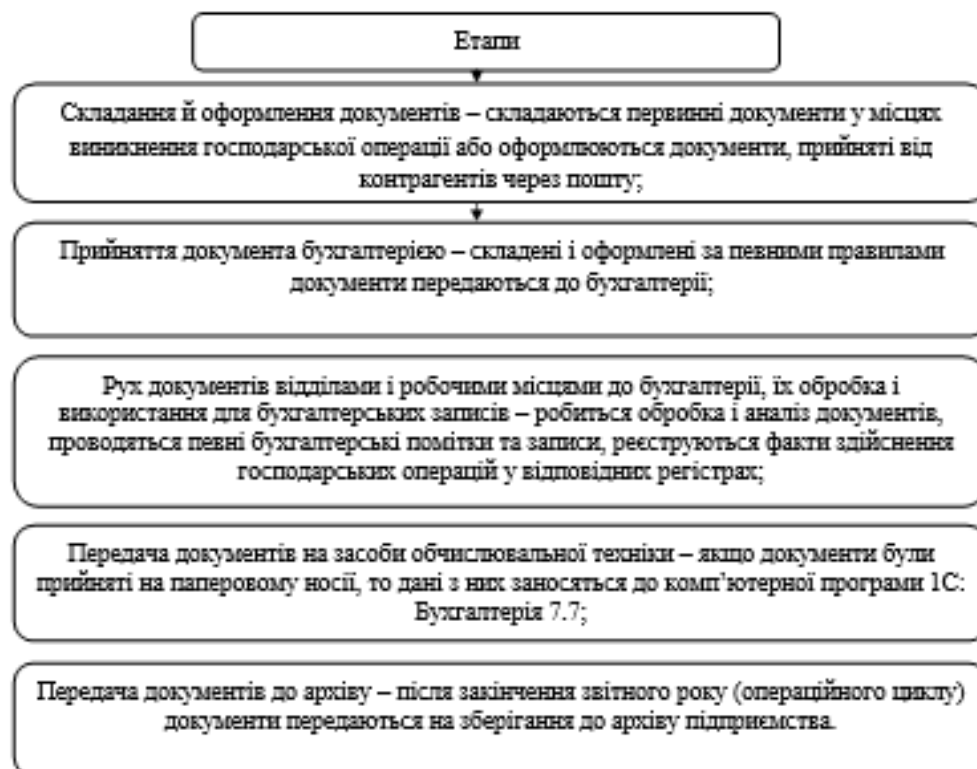 Етапи
Складання й оформлення документів – складаються первинні документи у місцях
виникнення господарської операції або оформлюються документи, прийняті від
контрагентів через пошту;
Прийняття документа бухгалтерією – складені і оформлені за певними правилами
документи передаються до бухгалтерії;
Рух документів відділами і робочими місцями до бухгалтерії, їх обробка і
використання для бухгалтерських записів – робиться обробка і аналіз документів,
проводяться певні бухгалтерські помітки та записи, реєструються факти здійснення
господарських операцій у відповідних регістрах;
Передача документів на засоби обчислювальної техніки – якщо документи були
прийняті на паперовому носії, то дані з них заносяться до комп’ютерної програми 1С:
Бухгалтерія 7.7;
Передача документів до архіву – після закінчення звітного року (операційного циклу)
документи передаються на зберігання до архіву підприємства.